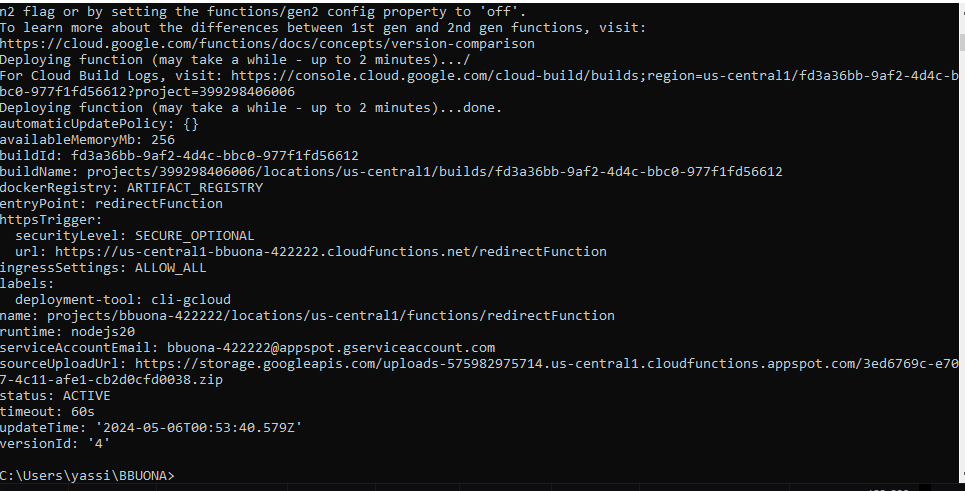 n2 flag or by setting the functions/gen2 config property to 'off'.
To learn more about the differences between 1st gen and 2nd gen functions, visit:
https://cloud.google.com/functions/docs/concepts/version-comparison
Deploying function (may take a while - up to 2 minutes).../
For Cloud Build Logs, visit: https://console.cloud.google.com/cloud-build/builds;region=us-central1/fd3a36bb-9af2-4d4c-b
bc0-977f1fd56612?project=399298406006
Deploying function (may take a while - up to 2 minutes)...done.
automaticUpdatePolicy: {}
availableMemoryMb: 256
buildId: fd3a36bb-9af2-4d4c-bbc0-977f1fd56612
buildName: projects/399298406006/locations/us-central1/builds/fd3a36bb-9af2-4d4c-bbc0-977f1fd56612
dockerRegistry: ARTIFACT_REGISTRY
entryPoint: redirectFunction
httpsTrigger:
  securityLevel: SECURE_OPTIONAL
  url: https://us-central1-bbuona-422222.cloudfunctions.net/redirectFunction
ingressSettings: ALLOW_ALL
labels:
  deployment-tool: cli-gcloud
name: projects/bbuona-422222/locations/us-central1/functions/redirectFunction
runtime: nodejs20
serviceAccountEmail: bbuona-422222@appspot.gserviceaccount.com
sourceUploadUrl: https://storage.googleapis.com/uploads-575982975714.us-central1.cloudfunctions.appspot.com/3ed6769c-e70
7-4c11-afe1-cb2d0cfd0038.zip
status: ACTIVE
timeout: 60s
updateTime: '2024-05-06T00:53:40.579Z'
versionId: '4'
C:\Users\yassi\BBUONA>